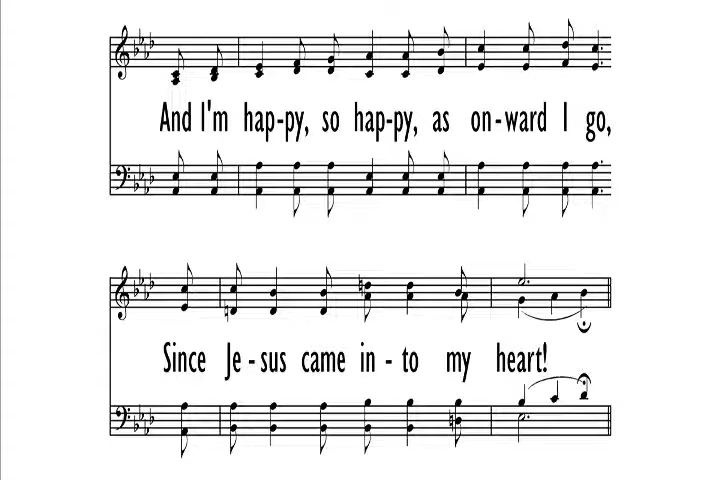 And I'm hap-py, so hap-py, as on-ward I go,
Since Je-sus came in-to my heart!